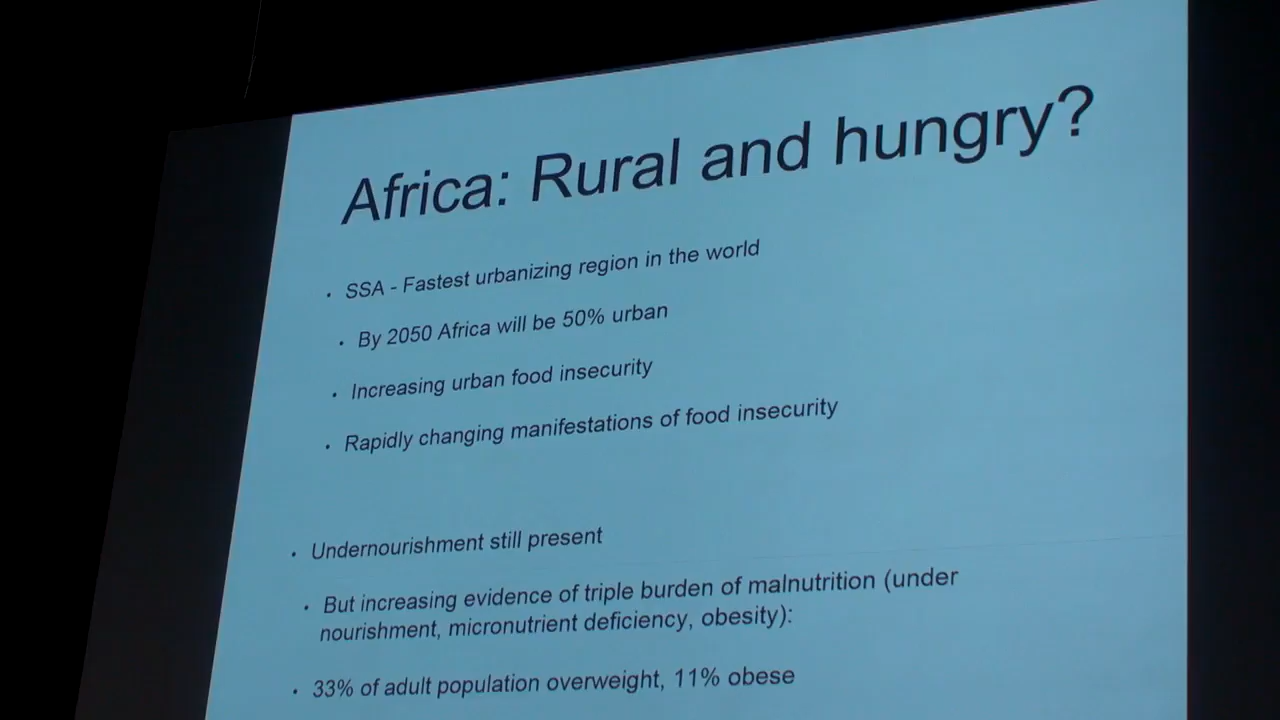 Africa: Rural and hungry?
· SSA - Fastest urbanizing region in the world
· By 2050 Africa will be 50% urban
· Increasing urban food insecurity
· Rapidly changing manifestations of food insecurity
· Undernourishment still present
· But increasing evidence of triple burden of malnutrition (under
nourishment, micronutrient deficiency, obesity):
· 33% of adult population overweight, 11% obese